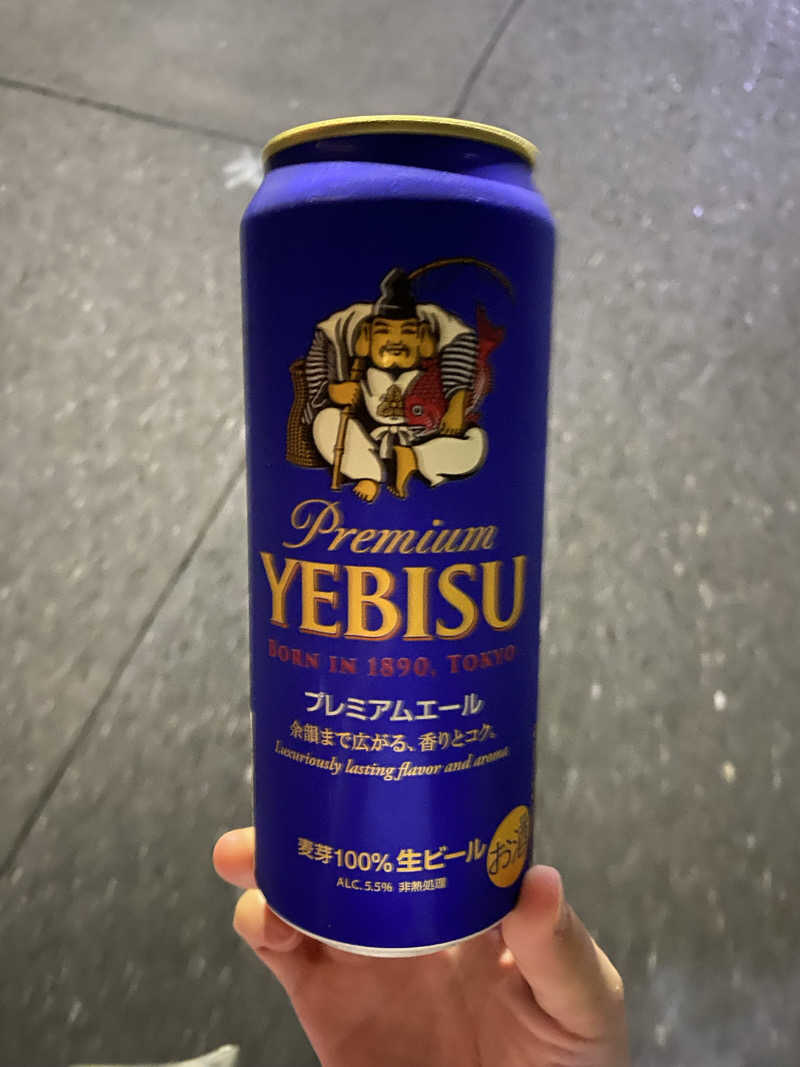 Premium
YEBISU
BORN IN 1890, TOKYO
プレミアムエール
余韻まで広がる、香りとコク。
Luxuriously lasting flavor and aroma
麦芽100% 生ビール
お酒
ALC.5.5% 非熱処理